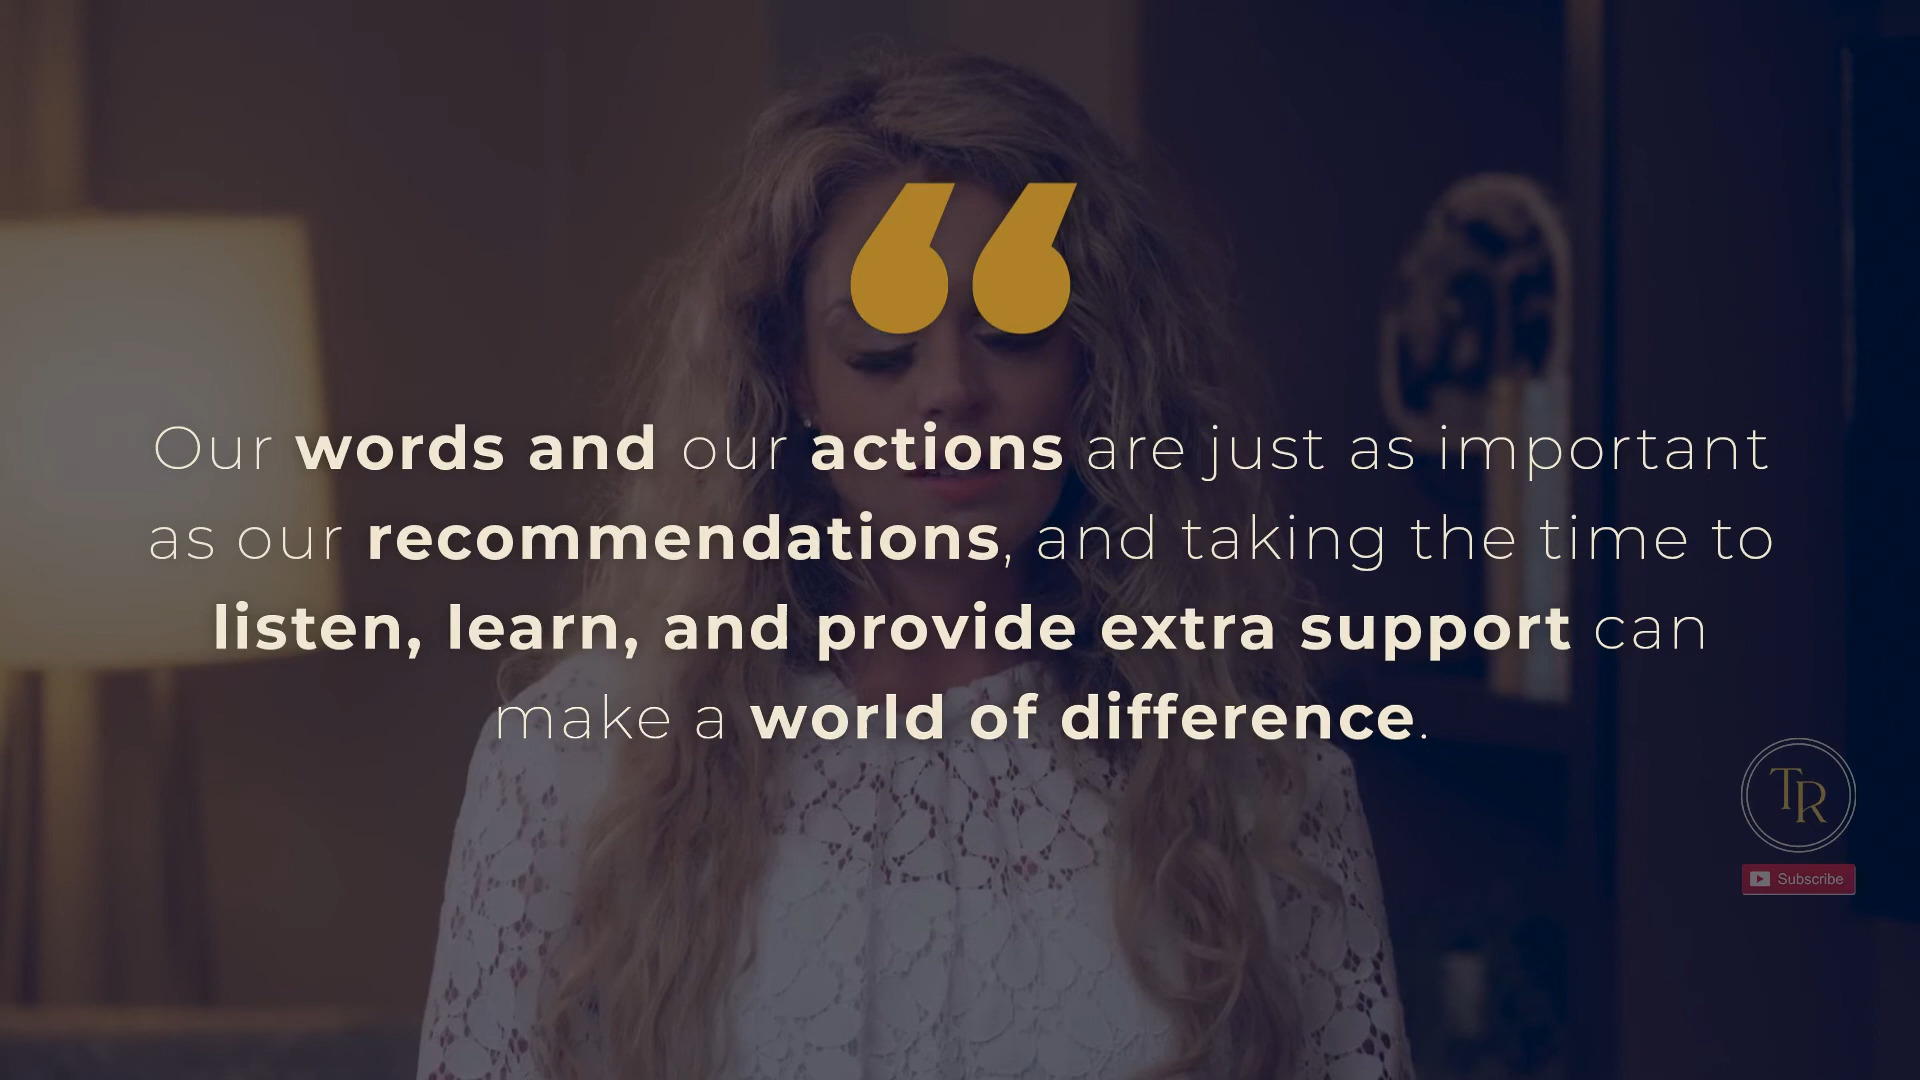 “
Our words and our actions are just as important
as our recommendations, and taking the time to
listen, learn, and provide extra support can
make a world of difference.
TR
Subscribe